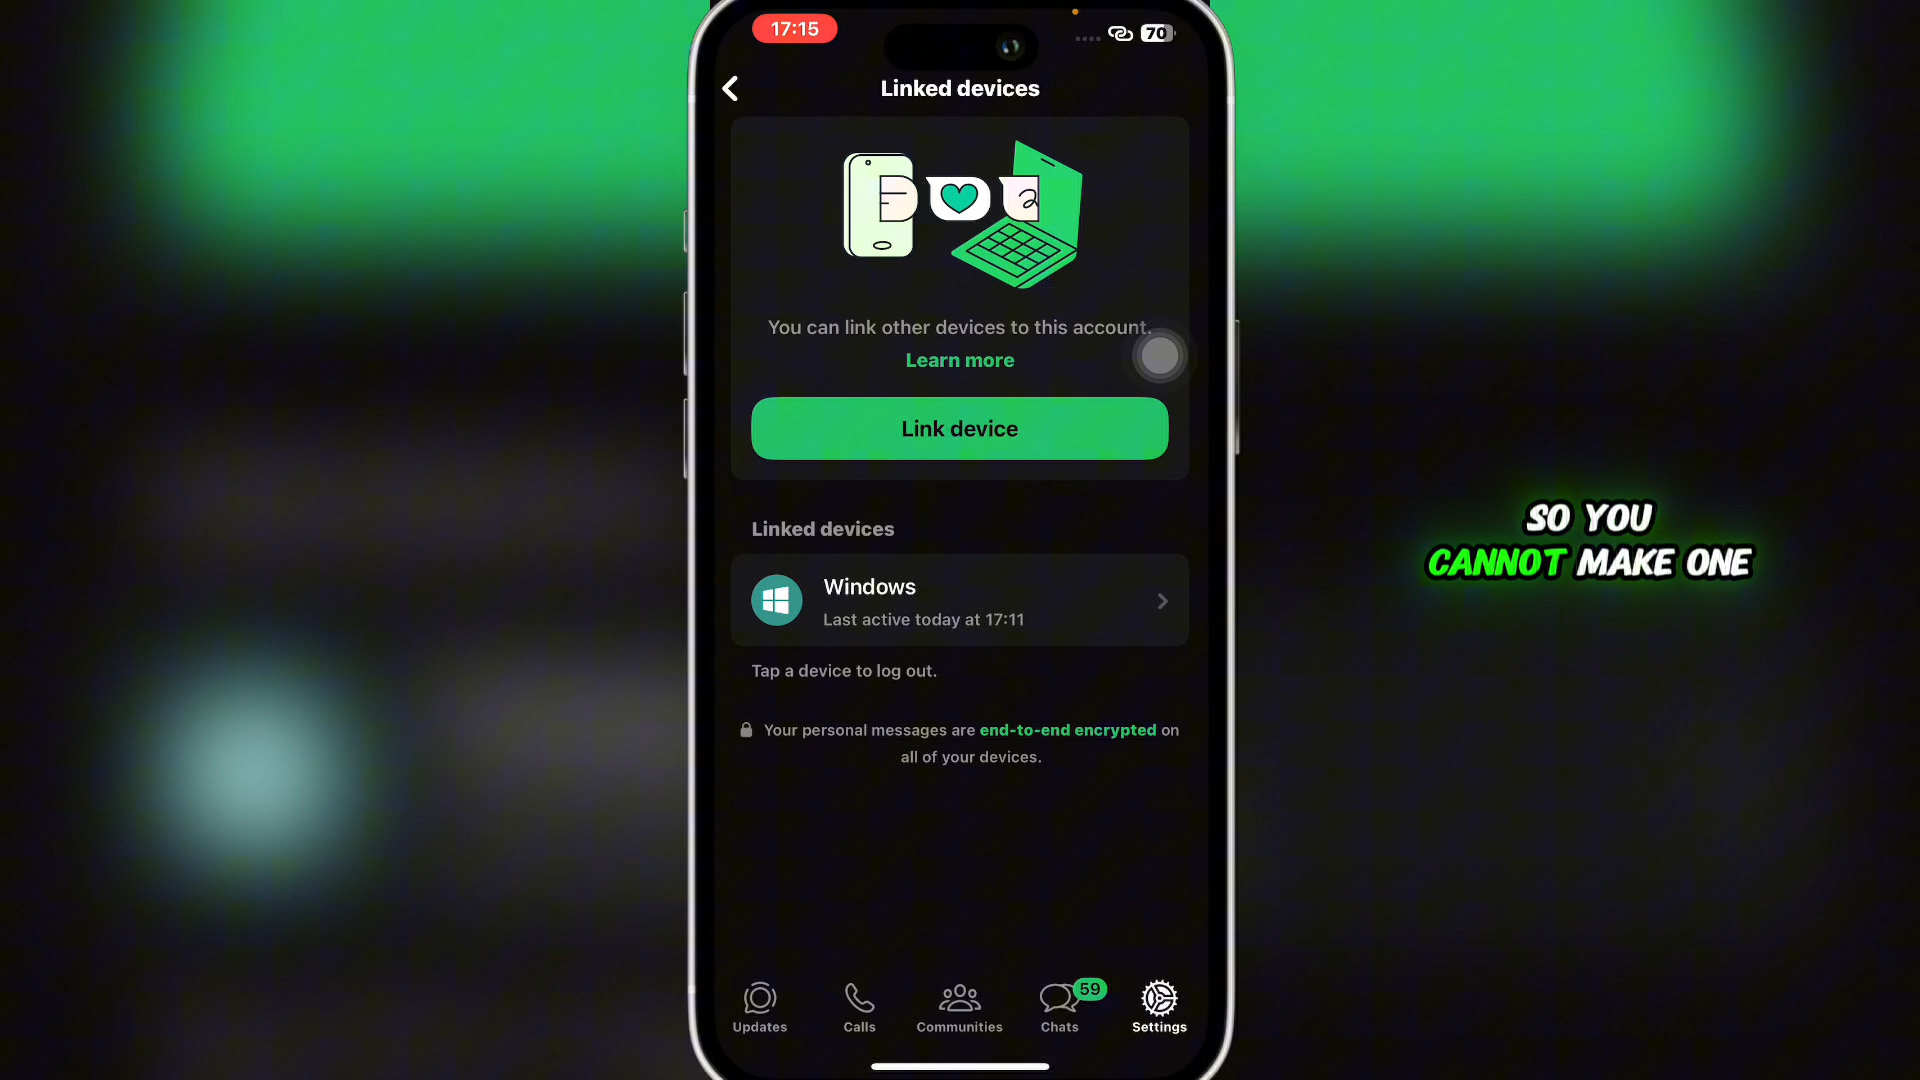 17:15
70
Linked devices
You can link other devices to this account.
Learn more
Link device
Linked devices
Windows
Last active today at 17:11
Tap a device to log out.
Your personal messages are end-to-end encrypted on
all of your devices.
SO YOU
CANNOT MAKE ONE
59
Updates
Calls
Communities
Chats
Settings